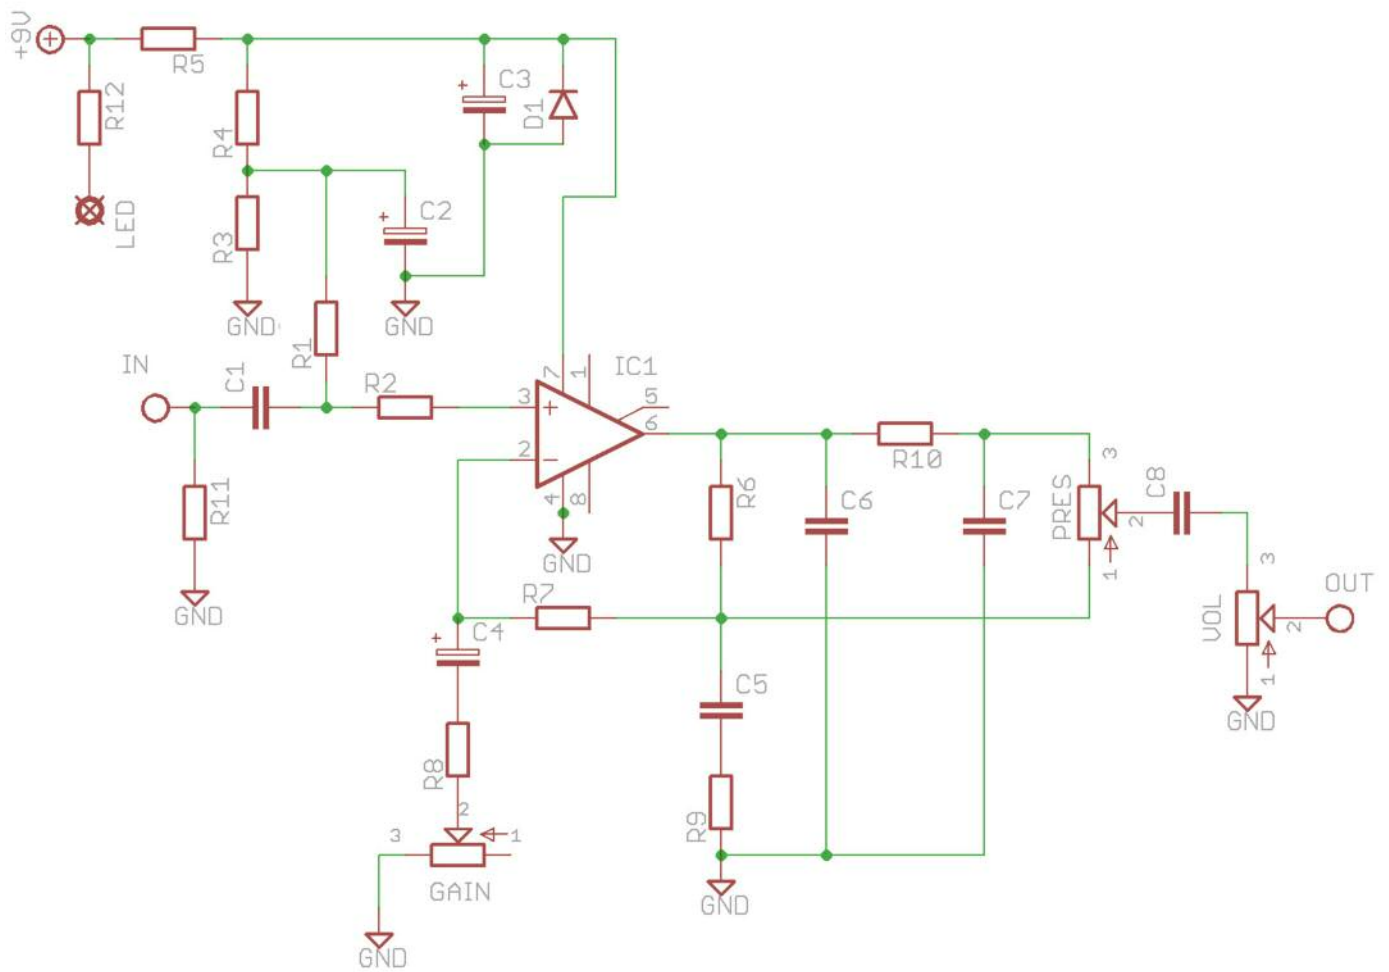 +9V
R5
C3
R12
R4
D1
LED
R3
C2
GND
GND
R1
IN
C1
R2
7
1
IC1
3
+
5
6
2
−
4
8
GND
R11
GND
R10
R6
C6
C7
PRES
3
2
1
C8
R7
C4
3
VOL
2
1
OUT
GND
C5
R8
R9
2
3
1
GAIN
GND
GND